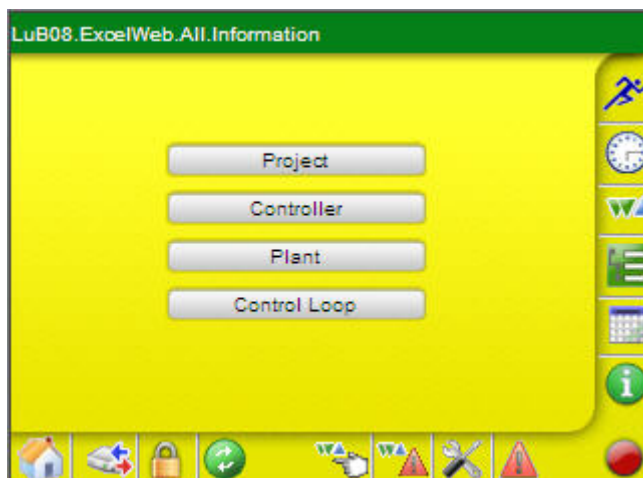 LuB08.ExcelWeb.All.Information
Project
Controller
Plant
Control Loop